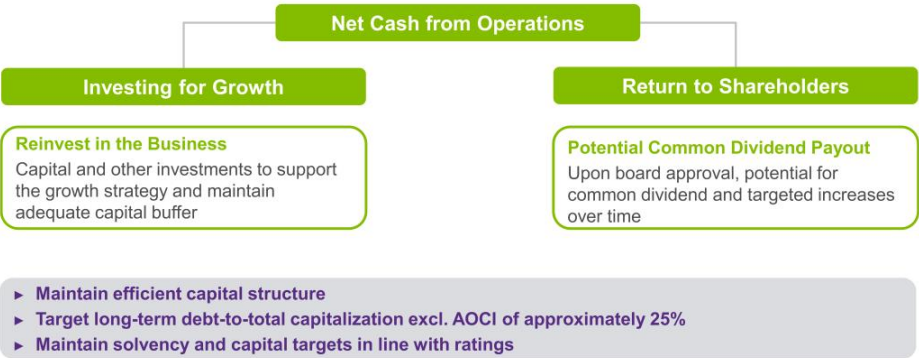 Net Cash from Operations
Investing for Growth
Reinvest in the Business
Capital and other investments to support
the growth strategy and maintain
adequate capital buffer
Return to Shareholders
Potential Common Dividend Payout
Upon board approval, potential for
common dividend and targeted increases
over time
► Maintain efficient capital structure
► Target long-term debt-to-total capitalization excl. AOCI of approximately 25%
► Maintain solvency and capital targets in line with ratings